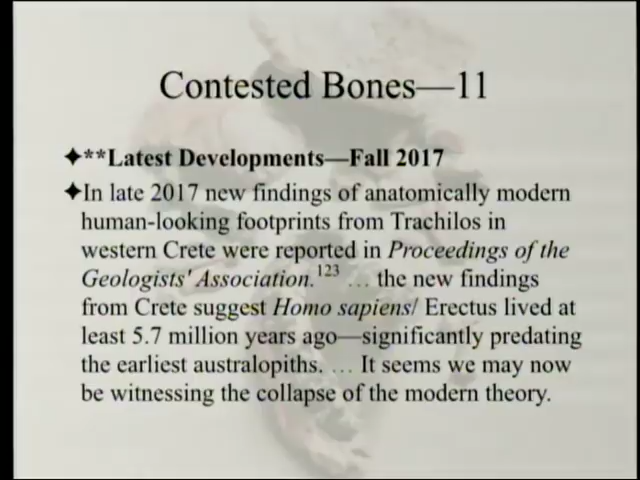 Contested Bones—11
✦**Latest Developments—Fall 2017
✦In late 2017 new findings of anatomically modern
human-looking footprints from Trachilos in
western Crete were reported in Proceedings of the
Geologists' Association.123 … the new findings
from Crete suggest Homo sapiens/ Erectus lived at
least 5.7 million years ago—significantly predating
the earliest australopiths. … It seems we may now
be witnessing the collapse of the modern theory.